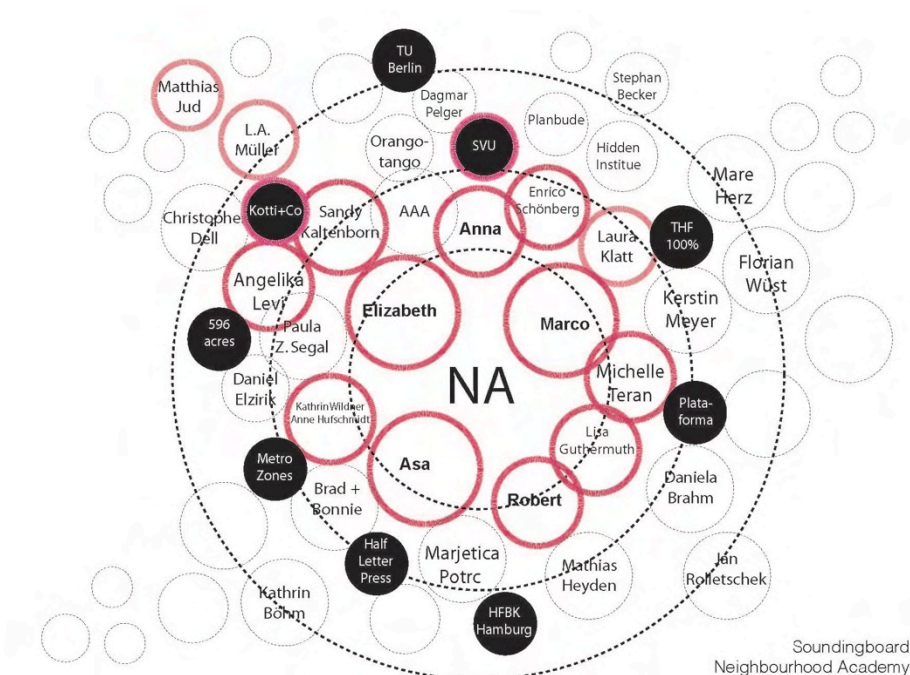 TU
Berlin
Matthias
Jud
Dagmar
Pelger
Stephan
Becker
L.A.
Müller
Orango-
tango
SVU
Planbude
Hidden
Institue
Mare
Herz
Christophe
Dell
Kotti+Co
Sandy
Kaltenborn
AAA
Anna
Enrico
Schönberg
Laura
Klatt
THF
100%
Florian
Wüst
Angelika
Levi
Elizabeth
Marco
Kerstin
Meyer
596
acres
Paula
Z. Segal
NA
Michelle
Teran
Daniel
Elzirik
Kathrin Wildner
Anne Hufschmidt
Plata-
forma
Lisa
Guthermuth
Metro
Zones
Brad +
Bonnie
Asa
Robert
Daniela
Brahm
Half
Letter
Press
Marjetica
Potrc
Mathias
Heyden
Jan
Rolletschek
Kathrin
Böhm
HFBK
Hamburg
Soundingboard
Neighbourhood Academy